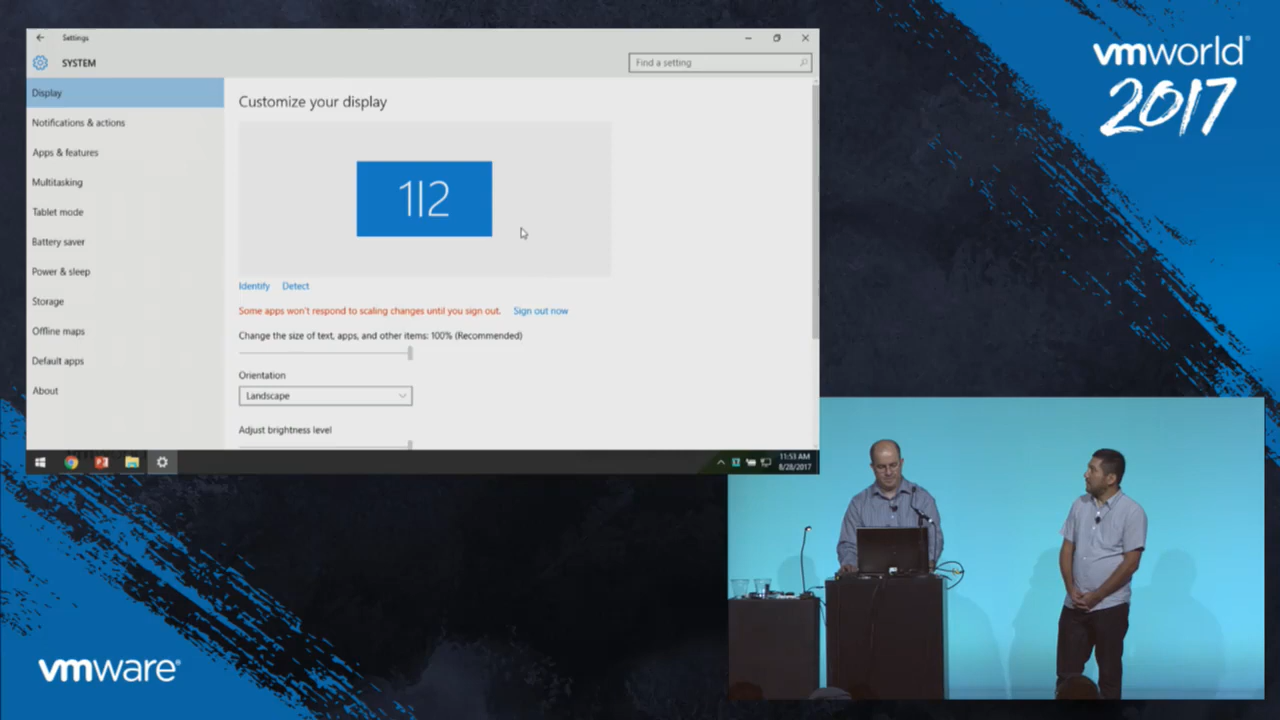 Settings
SYSTEM
Find a setting
Display
Notifications & actions
Apps & features
Multitasking
Tablet mode
Battery saver
Power & sleep
Storage
Offline maps
Default apps
About
Customize your display
1|2
Identify Detect
Some apps won't respond to scaling changes until you sign out. Sign out now
Change the size of text, apps, and other items: 100% (Recommended)
Orientation
Landscape
Adjust brightness level
11:53 AM
8/28/2017
vmworld®
2017
vmware®